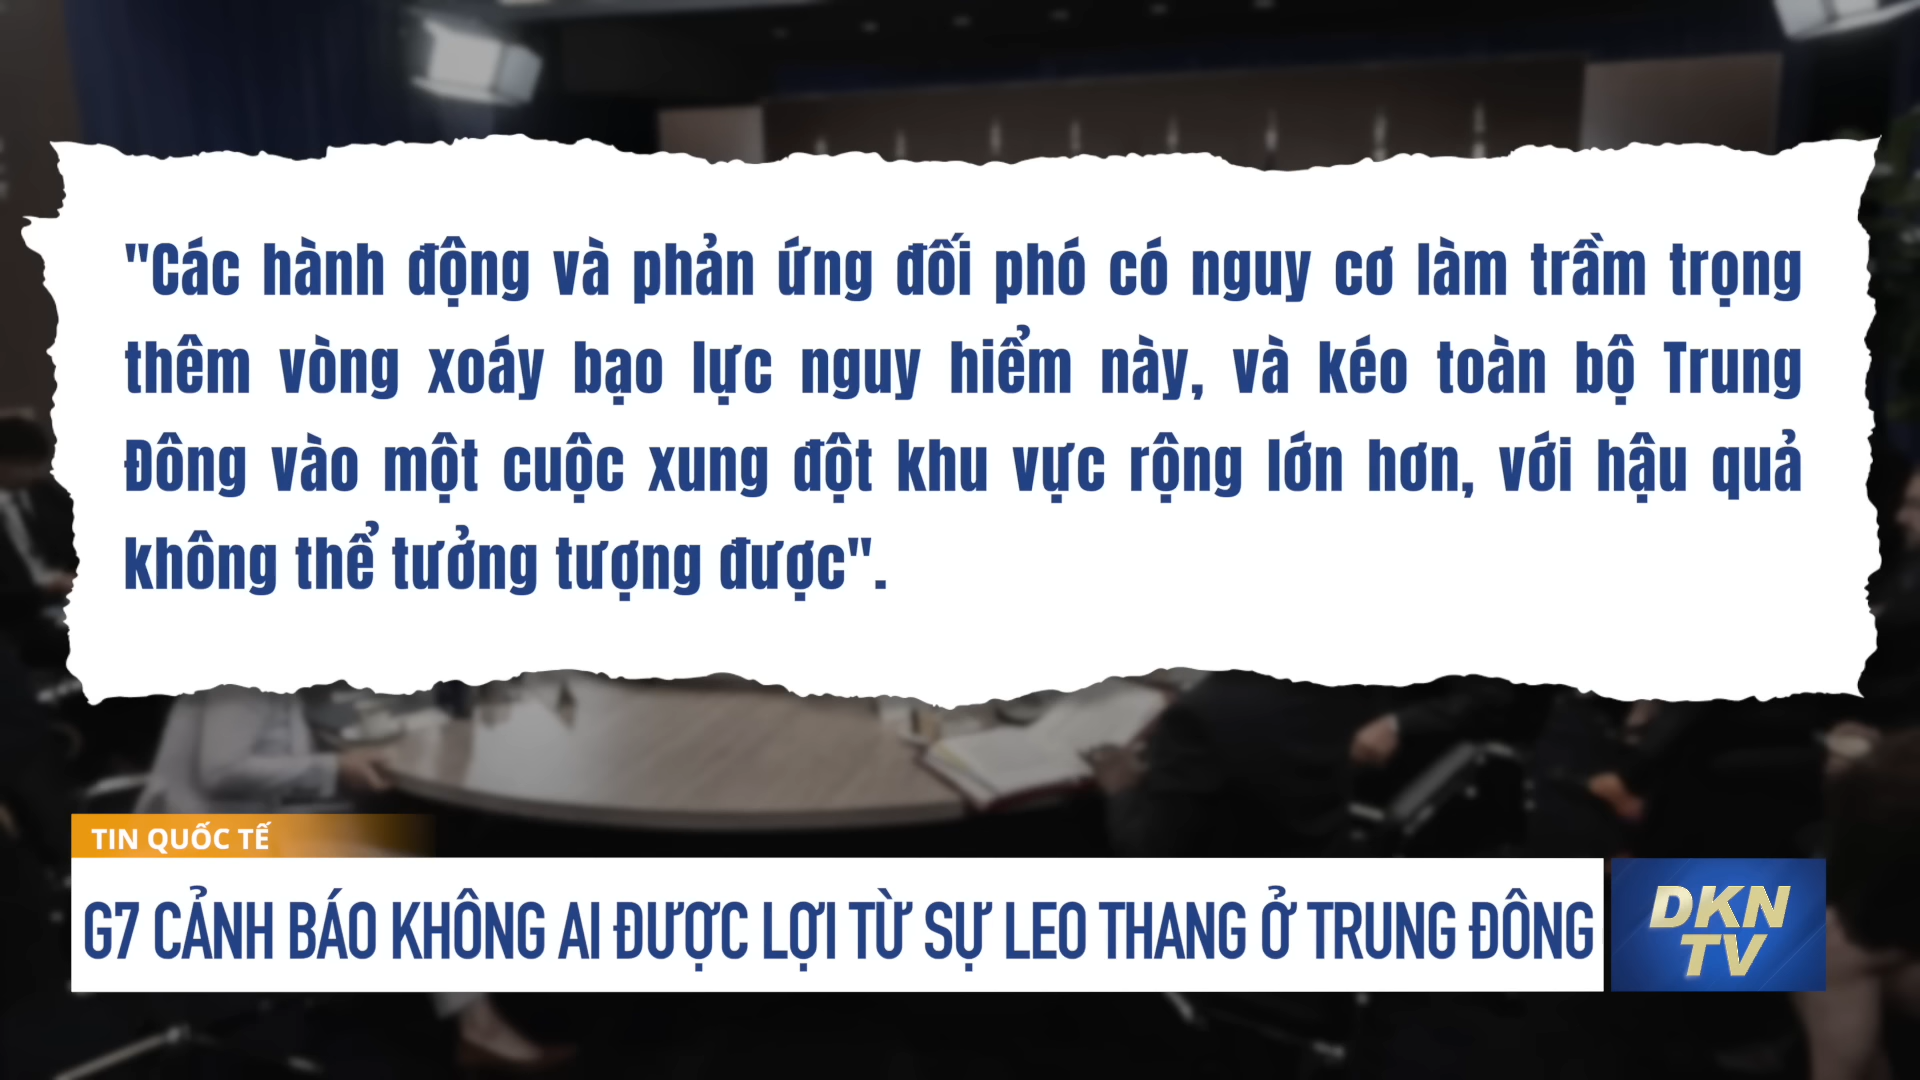 "Các hành động và phản ứng đối phó có nguy cơ làm trầm trọng
thêm vòng xoáy bạo lực nguy hiểm này, và kéo toàn bộ Trung
Đông vào một cuộc xung đột khu vực rộng lớn hơn, với hậu quả
không thể tưởng tượng được".
TIN QUỐC TẾ
G7 CẢNH BÁO KHÔNG AI ĐƯỢC LỢI TỪ SỰ LEO THANG Ở TRUNG ĐÔNG
DKN
TV